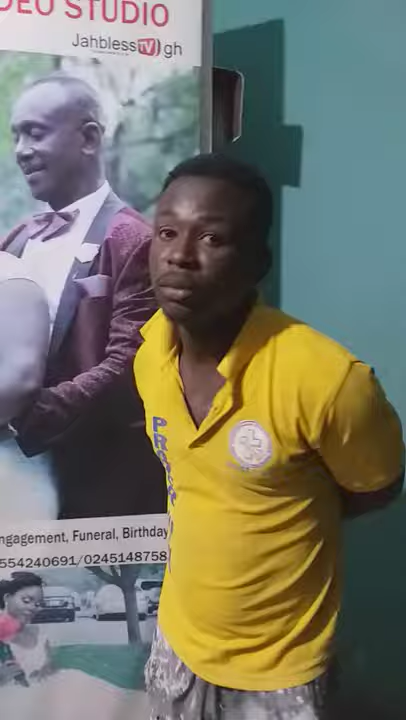 DEO STUDIO
JahblessTV gh
ngagement, Funeral, Birthday
554240691/0245148758